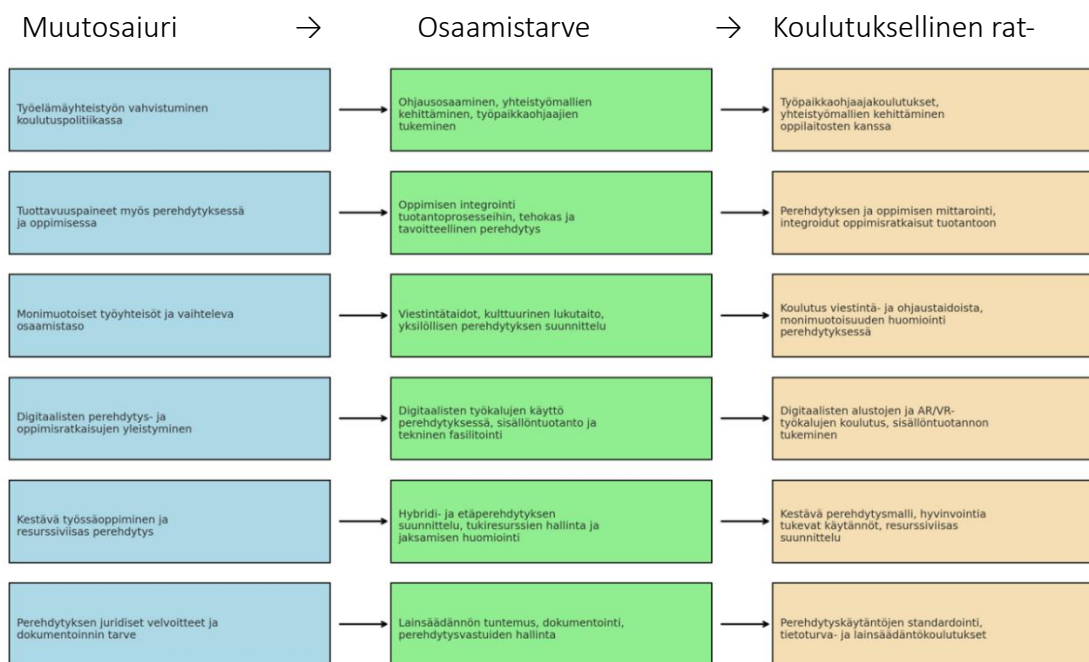 Muutosajuri → Osaamistarve → Koulutuksellinen rat-
Työelämäyhteistyön vahvistuminen
koulutuspolitiikassa
Ohjausosaaminen, yhteistyömallien
kehittäminen, työpaikkaohjaajien
tukeminen
Työpaikkaohjaajakoulutukset,
yhteistyömallien kehittäminen
oppilaitosten kanssa
Tuottavuuspaineet myös perehdytyksessä
ja oppimisessa
Oppimisen integrointi
tuotantoprosesseihin, tehokas ja
tavoitteellinen perehdytys
Perehdytyksen ja oppimisen mittarointi,
integroidut oppimisratkaisut tuotantoon
Monimuotoiset työyhteisöt ja vaihteleva
osaamistaso
Viestintätaidot, kulttuurinen lukutaito,
yksilöllisen perehdytyksen suunnittelu
Koulutus viestintä- ja ohjaustaidoista,
monimuotoisuuden huomiointi
perehdytyksessä
Digitaalisten perehdytys- ja
oppimisratkaisujen yleistyminen
Digitaalisten työkalujen käyttö
perehdytyksessä, sisällöntuotanto ja
tekninen fasilitointi
Digitaalisten alustojen ja AR/VR-
työkalujen koulutus, sisällöntuotannon
tukeminen
Kestävä työssäoppiminen ja
resurssiviisas perehdytys
Hybridi- ja etäperehdytyksen
suunnittelu, tukiresurssien hallinta ja
jaksamisen huomiointi
Kestävä perehdytysmalli, hyvinvointia
tukevat käytännöt, resurssiviisas
suunnittelu
Perehdytyksen juridiset velvoitteet ja
dokumentoinnin tarve
Lainsäädännön tuntemus, dokumentointi,
perehdytysvastuiden hallinta
Perehdytyskäytäntöjen standardointi,
tietoturva- ja lainsäädäntökoulutukset